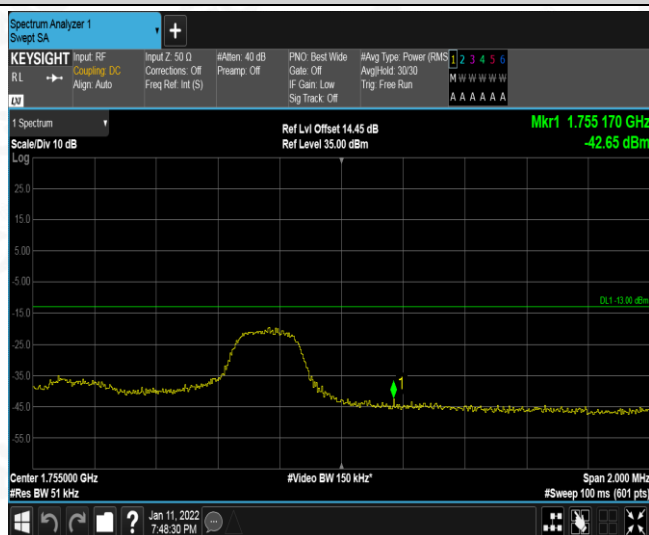 Spectrum Analyzer 1
Swept SA
+
KEYSIGHT
RL
Input: RF
Coupling: DC
Align: Auto
Input Z: 50 Ω
Corrections: Off
Freq Ref: Int (S)
#Atten: 40 dB
Preamp: Off
PNO: Best Wide
Gate: Off
IF Gain: Low
Sig Track: Off
#Avg Type: Power (RMS
Avg|Hold: 30/30
Trig: Free Run
1 2 3 4 5 6
M W W W W W
A A A A A A
1 Spectrum
Scale/Div 10 dB
Log
Ref Lvl Offset 14.45 dB
Ref Level 35.00 dBm
Mkr1 1.755 170 GHz
-42.65 dBm
25.0
15.0
5.00
-5.00
DL1 -13.00 dBm
-15.0
-25.0
-35.0
1
-45.0
-55.0
Center 1.755000 GHz
#Video BW 150 kHz*
Span 2.000 MHz
#Res BW 51 kHz
#Sweep 100 ms (601 pts)
?
Jan 11, 2022
7:48:30 PM